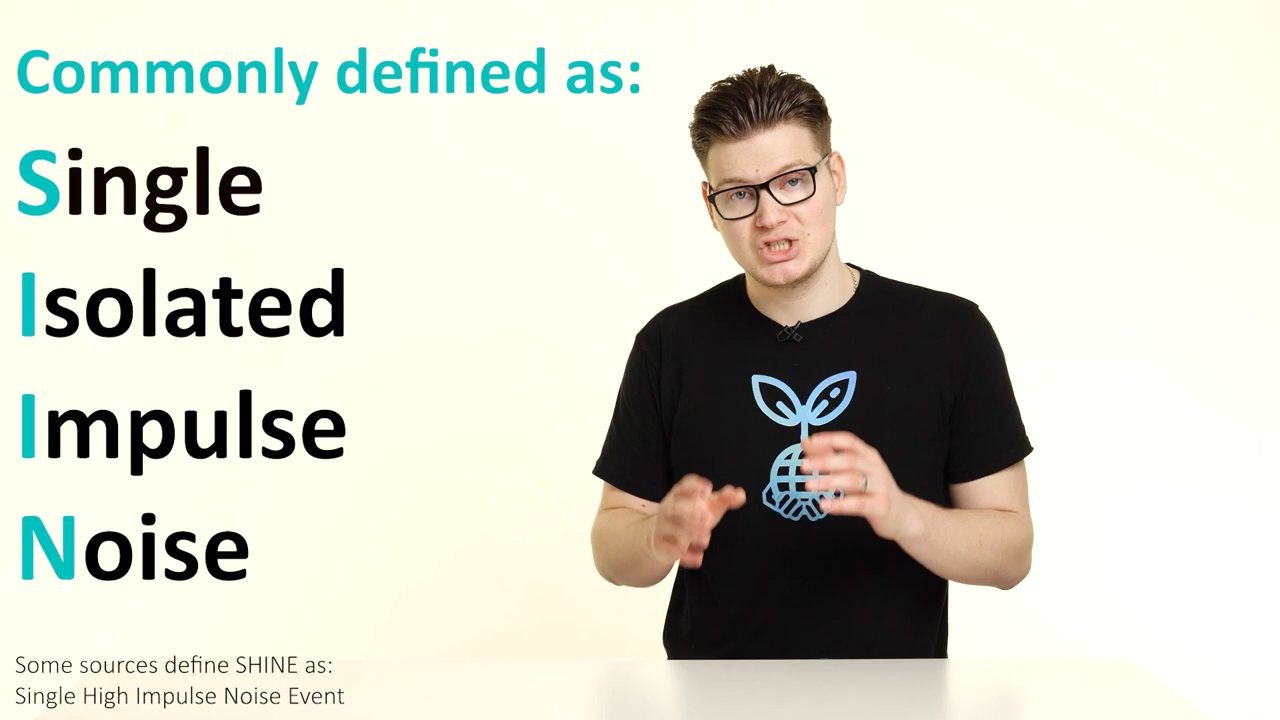 Commonly defined as:
Single
Isolated
Impulse
Noise
Some sources define SHINE as:
Single High Impulse Noise Event